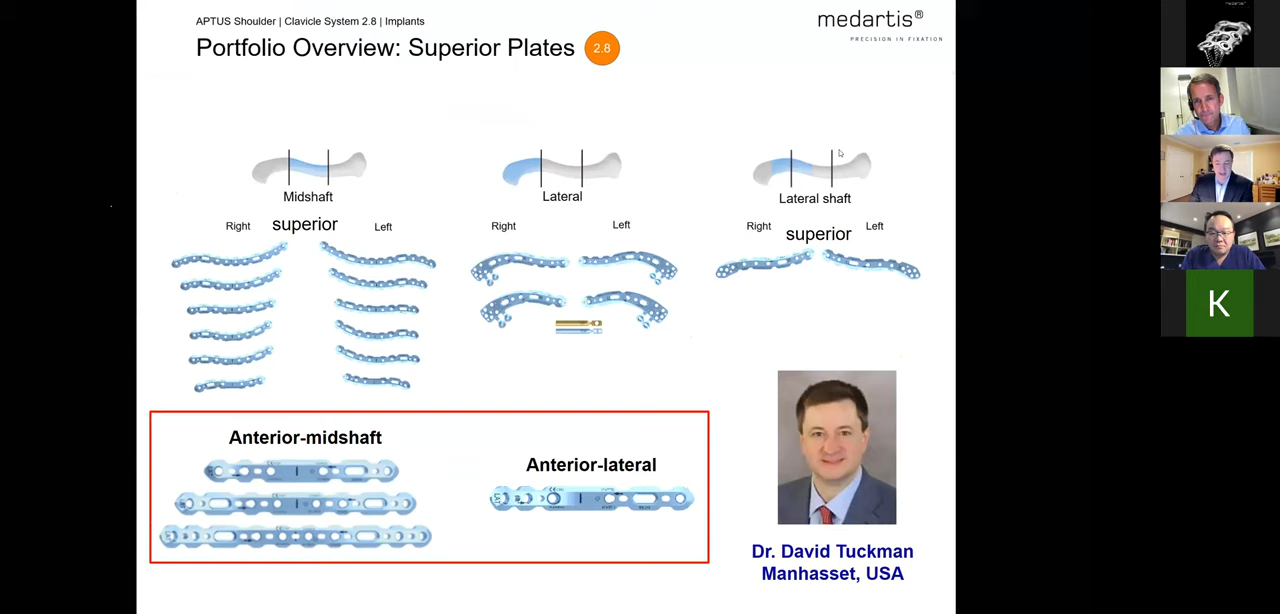 APTUS Shoulder | Clavicle System 2.8 | Implants
medartis®
PRECISION IN FIXATION
Portfolio Overview: Superior Plates 2.8
Midshaft
Lateral
Lateral shaft
Right superior Left
Right Left
Right superior Left
Anterior-midshaft
Anterior-lateral
Dr. David Tuckman
Manhasset, USA
K